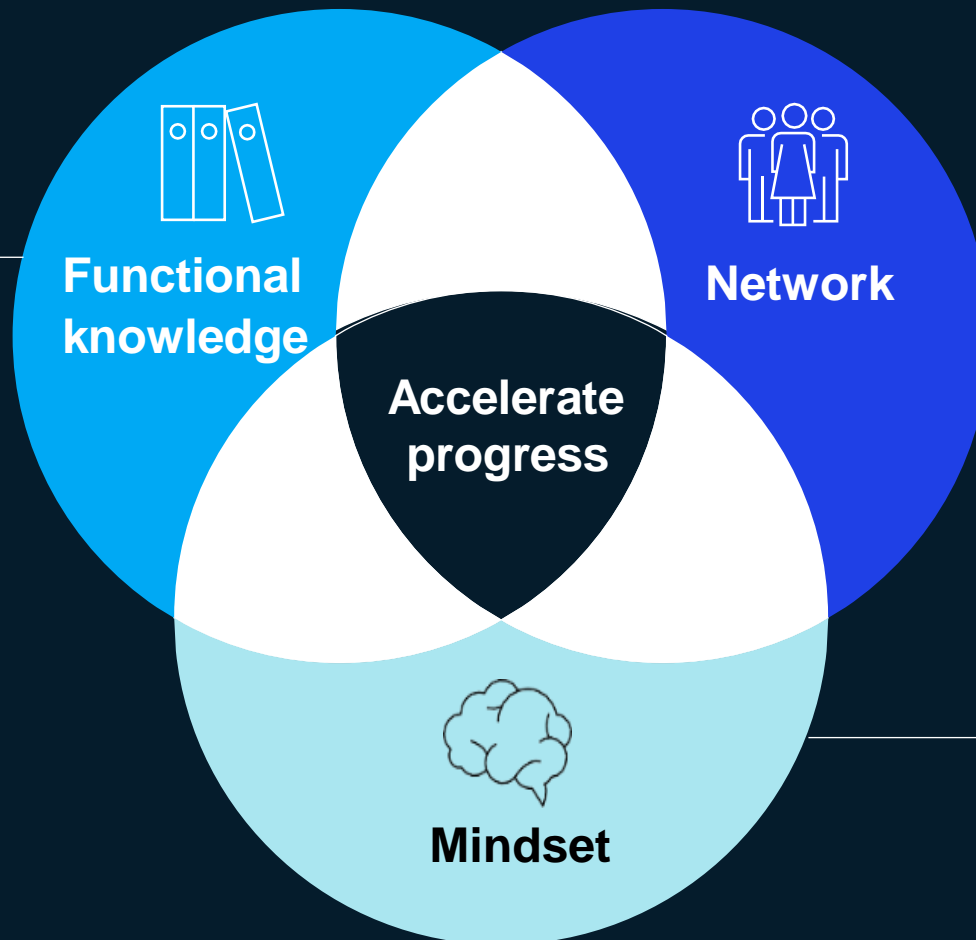 Functional
knowledge
Network
Accelerate
progress
Mindset